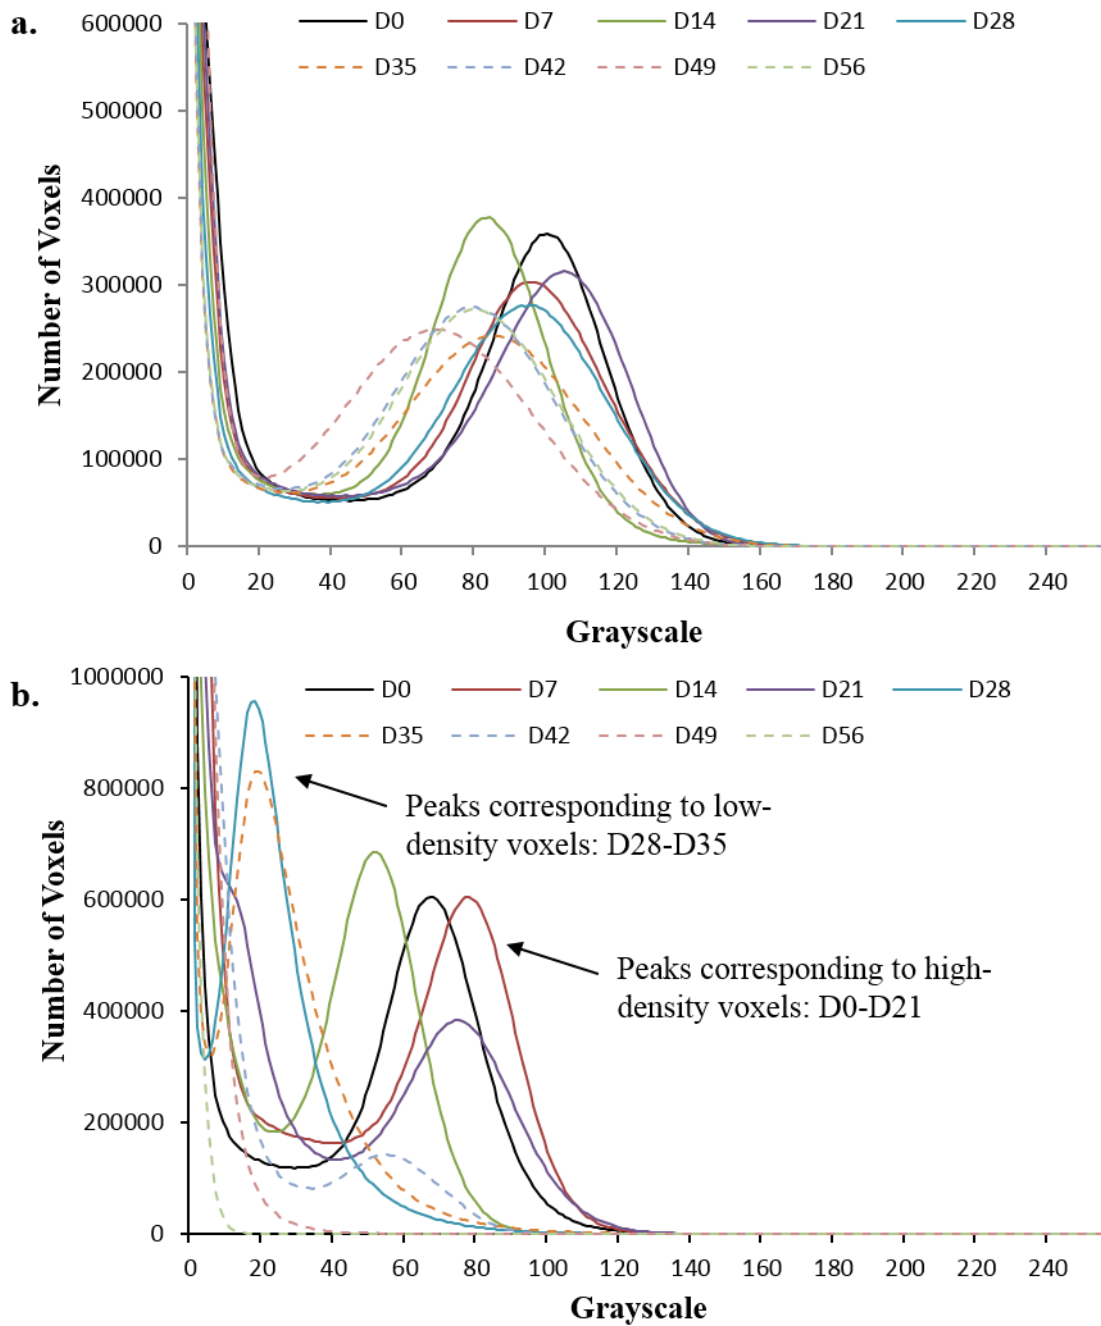 a.
D0 D7 D14 D21 D28
D35 D42 D49 D56
600000
500000
400000
300000
200000
100000
0
Number of Voxels
0 20 40 60 80 100 120 140 160 180 200 220 240
Grayscale
b.
D0 D7 D14 D21 D28
D35 D42 D49 D56
1000000
800000
600000
400000
200000
0
Number of Voxels
Peaks corresponding to low-
density voxels: D28-D35
Peaks corresponding to high-
density voxels: D0-D21
0 20 40 60 80 100 120 140 160 180 200 220 240
Grayscale